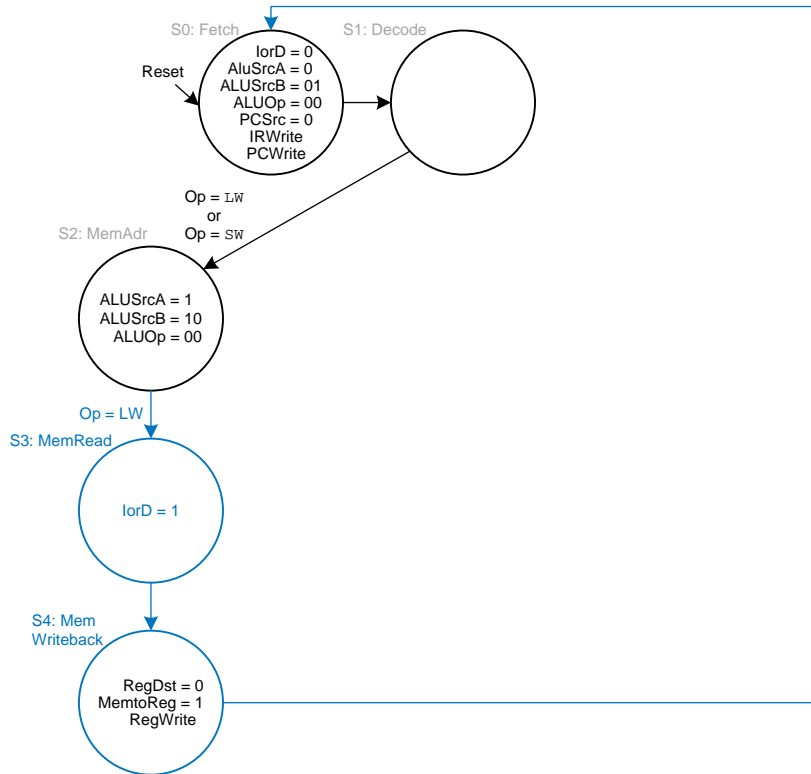 S0: Fetch
S1: Decode
Reset
IorD = 0
AluSrcA = 0
ALUSrcB = 01
ALUOp = 00
PCSrc = 0
IRWrite
PCWrite
Op = LW
or
Op = SW
S2: MemAdr
ALUSrcA = 1
ALUSrcB = 10
ALUOp = 00
Op = LW
S3: MemRead
IorD = 1
S4: Mem
Writeback
RegDst = 0
MemtoReg = 1
RegWrite